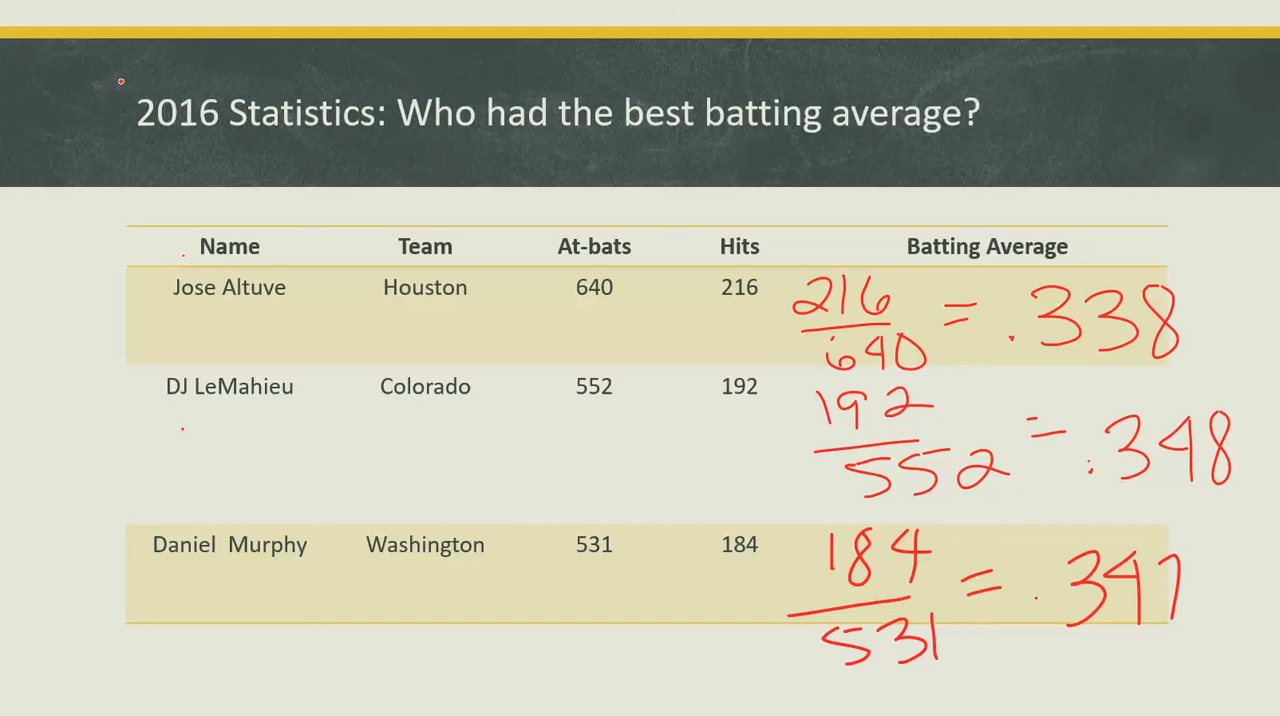 2016 Statistics: Who had the best batting average?
Name Team At-bats Hits Batting Average
Jose Altuve Houston 640 216 216/640 = .338
DJ LeMahieu Colorado 552 192 192/552 = .348
Daniel Murphy Washington 531 184 184/531 = .347